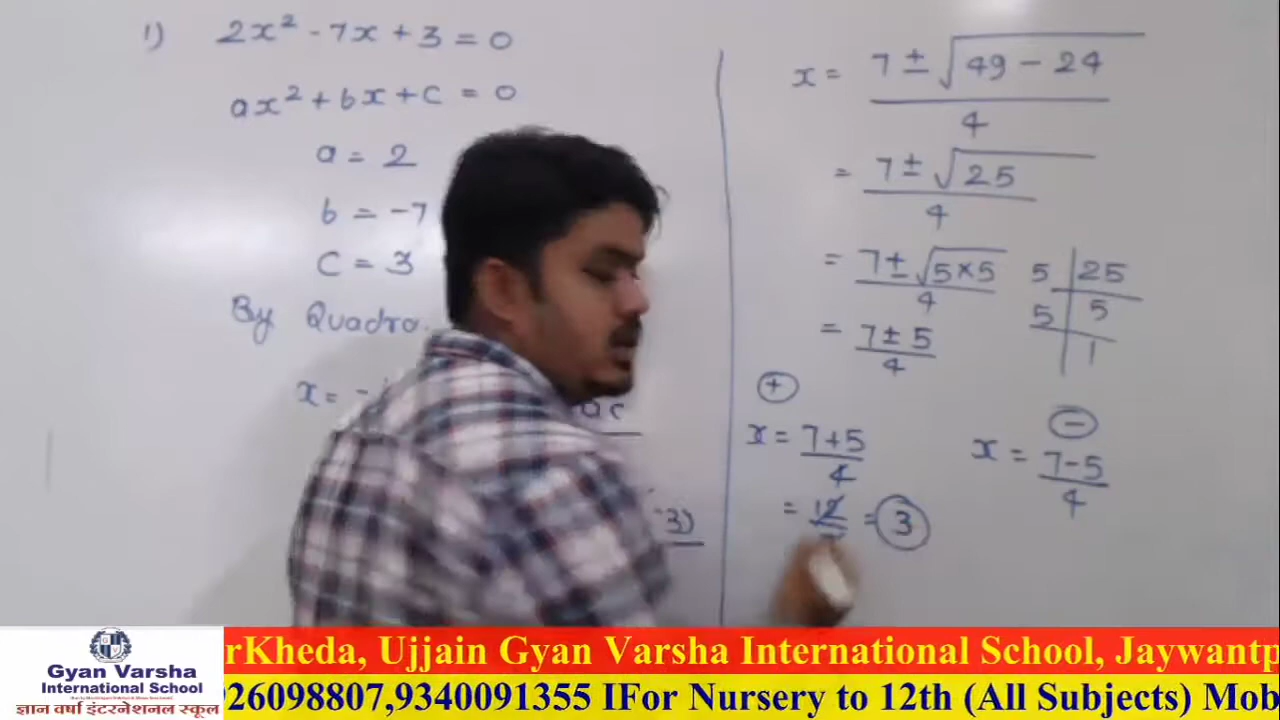 1) 2x² - 7x + 3 = 0
ax² + bx + c = 0
a = 2
b = -7
c = 3
By Quadra
x = -
ac
3)
x = 7 ± √49 - 24 / 4
= 7 ± √25 / 4
= 7 ± √5×5 / 4
5 | 25
5 | 5
1
= 7 ± 5 / 4
+
x = 7+5 / 4
= 12 / = 3
-
x = 7-5 / 4
rKheda, Ujjain Gyan Varsha International School, Jaywantp
926098807,9340091355 IFor Nursery to 12th (All Subjects) Mob
Gyan Varsha
International School
ज्ञान वर्षा इंटरनेशनल स्कूल